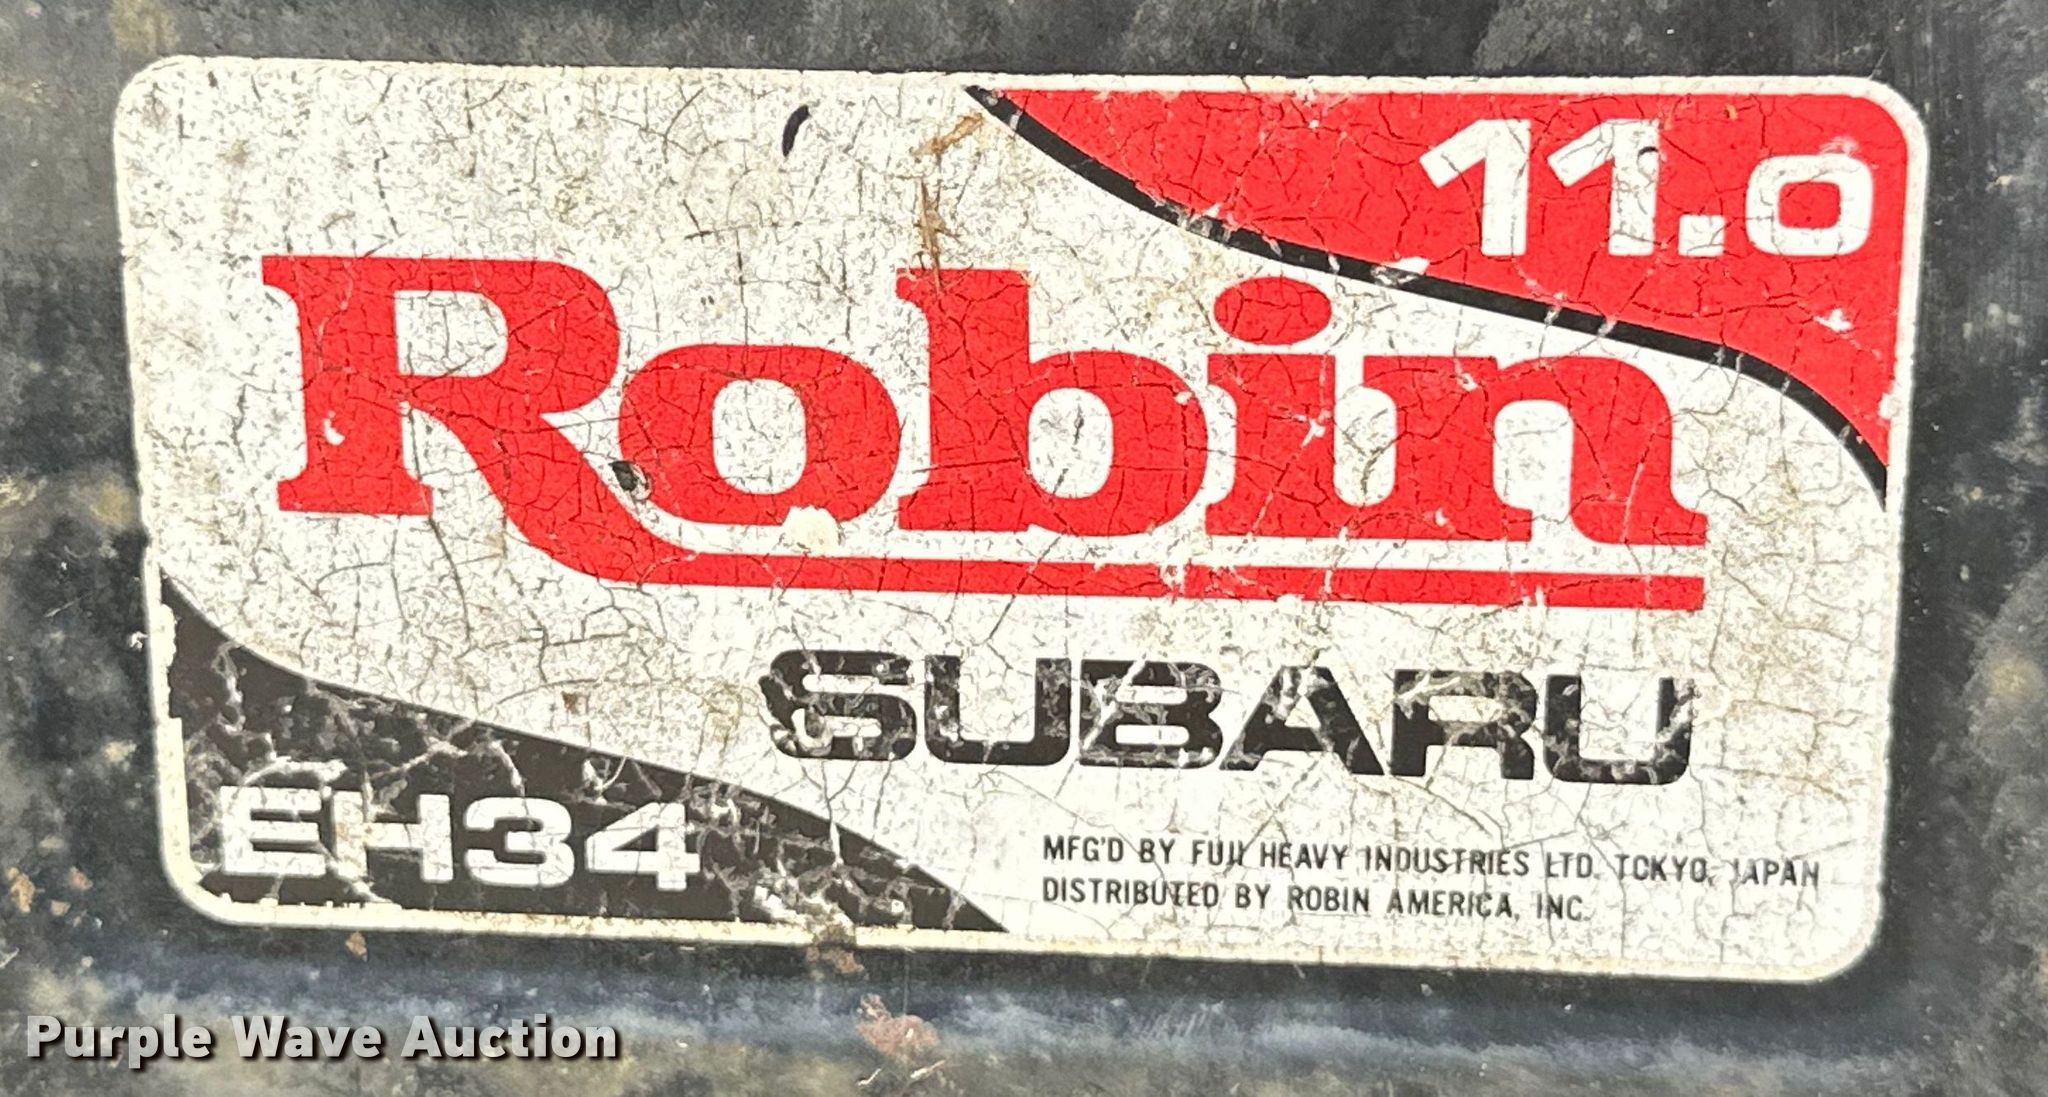 11.0
Robin
SUBARU
EH34
MFG'D BY FUJI HEAVY INDUSTRIES LTD. TOKYO, JAPAN
DISTRIBUTED BY ROBIN AMERICA, INC.
Purple Wave Auction